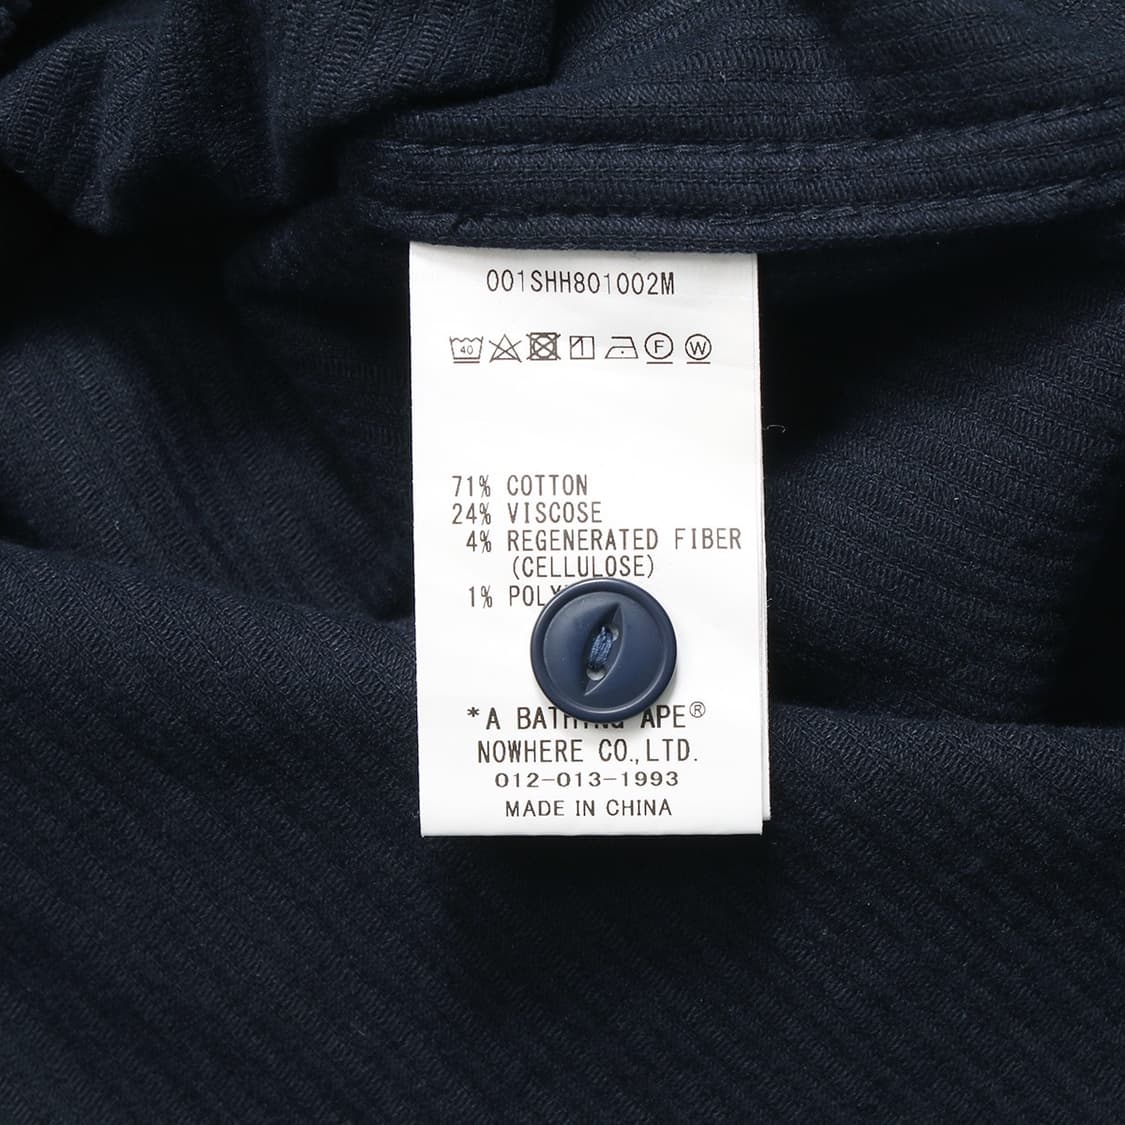 001SHH801002M
40 F W
71% COTTON
24% VISCOSE
4% REGENERATED FIBER
(CELLULOSE)
1%
*A BATHING APE®
NOWHERE CO.,LTD.
012-013-1993
MADE IN CHINA